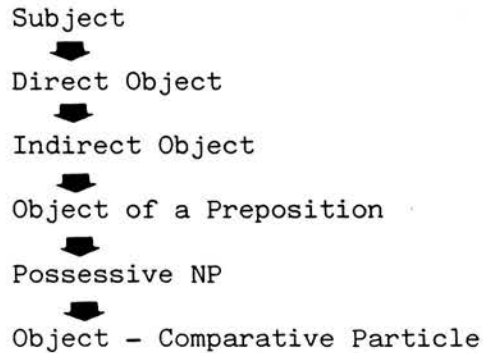 Subject
Direct Object
Indirect Object
Object of a Preposition
Possessive NP
Object - Comparative Particle